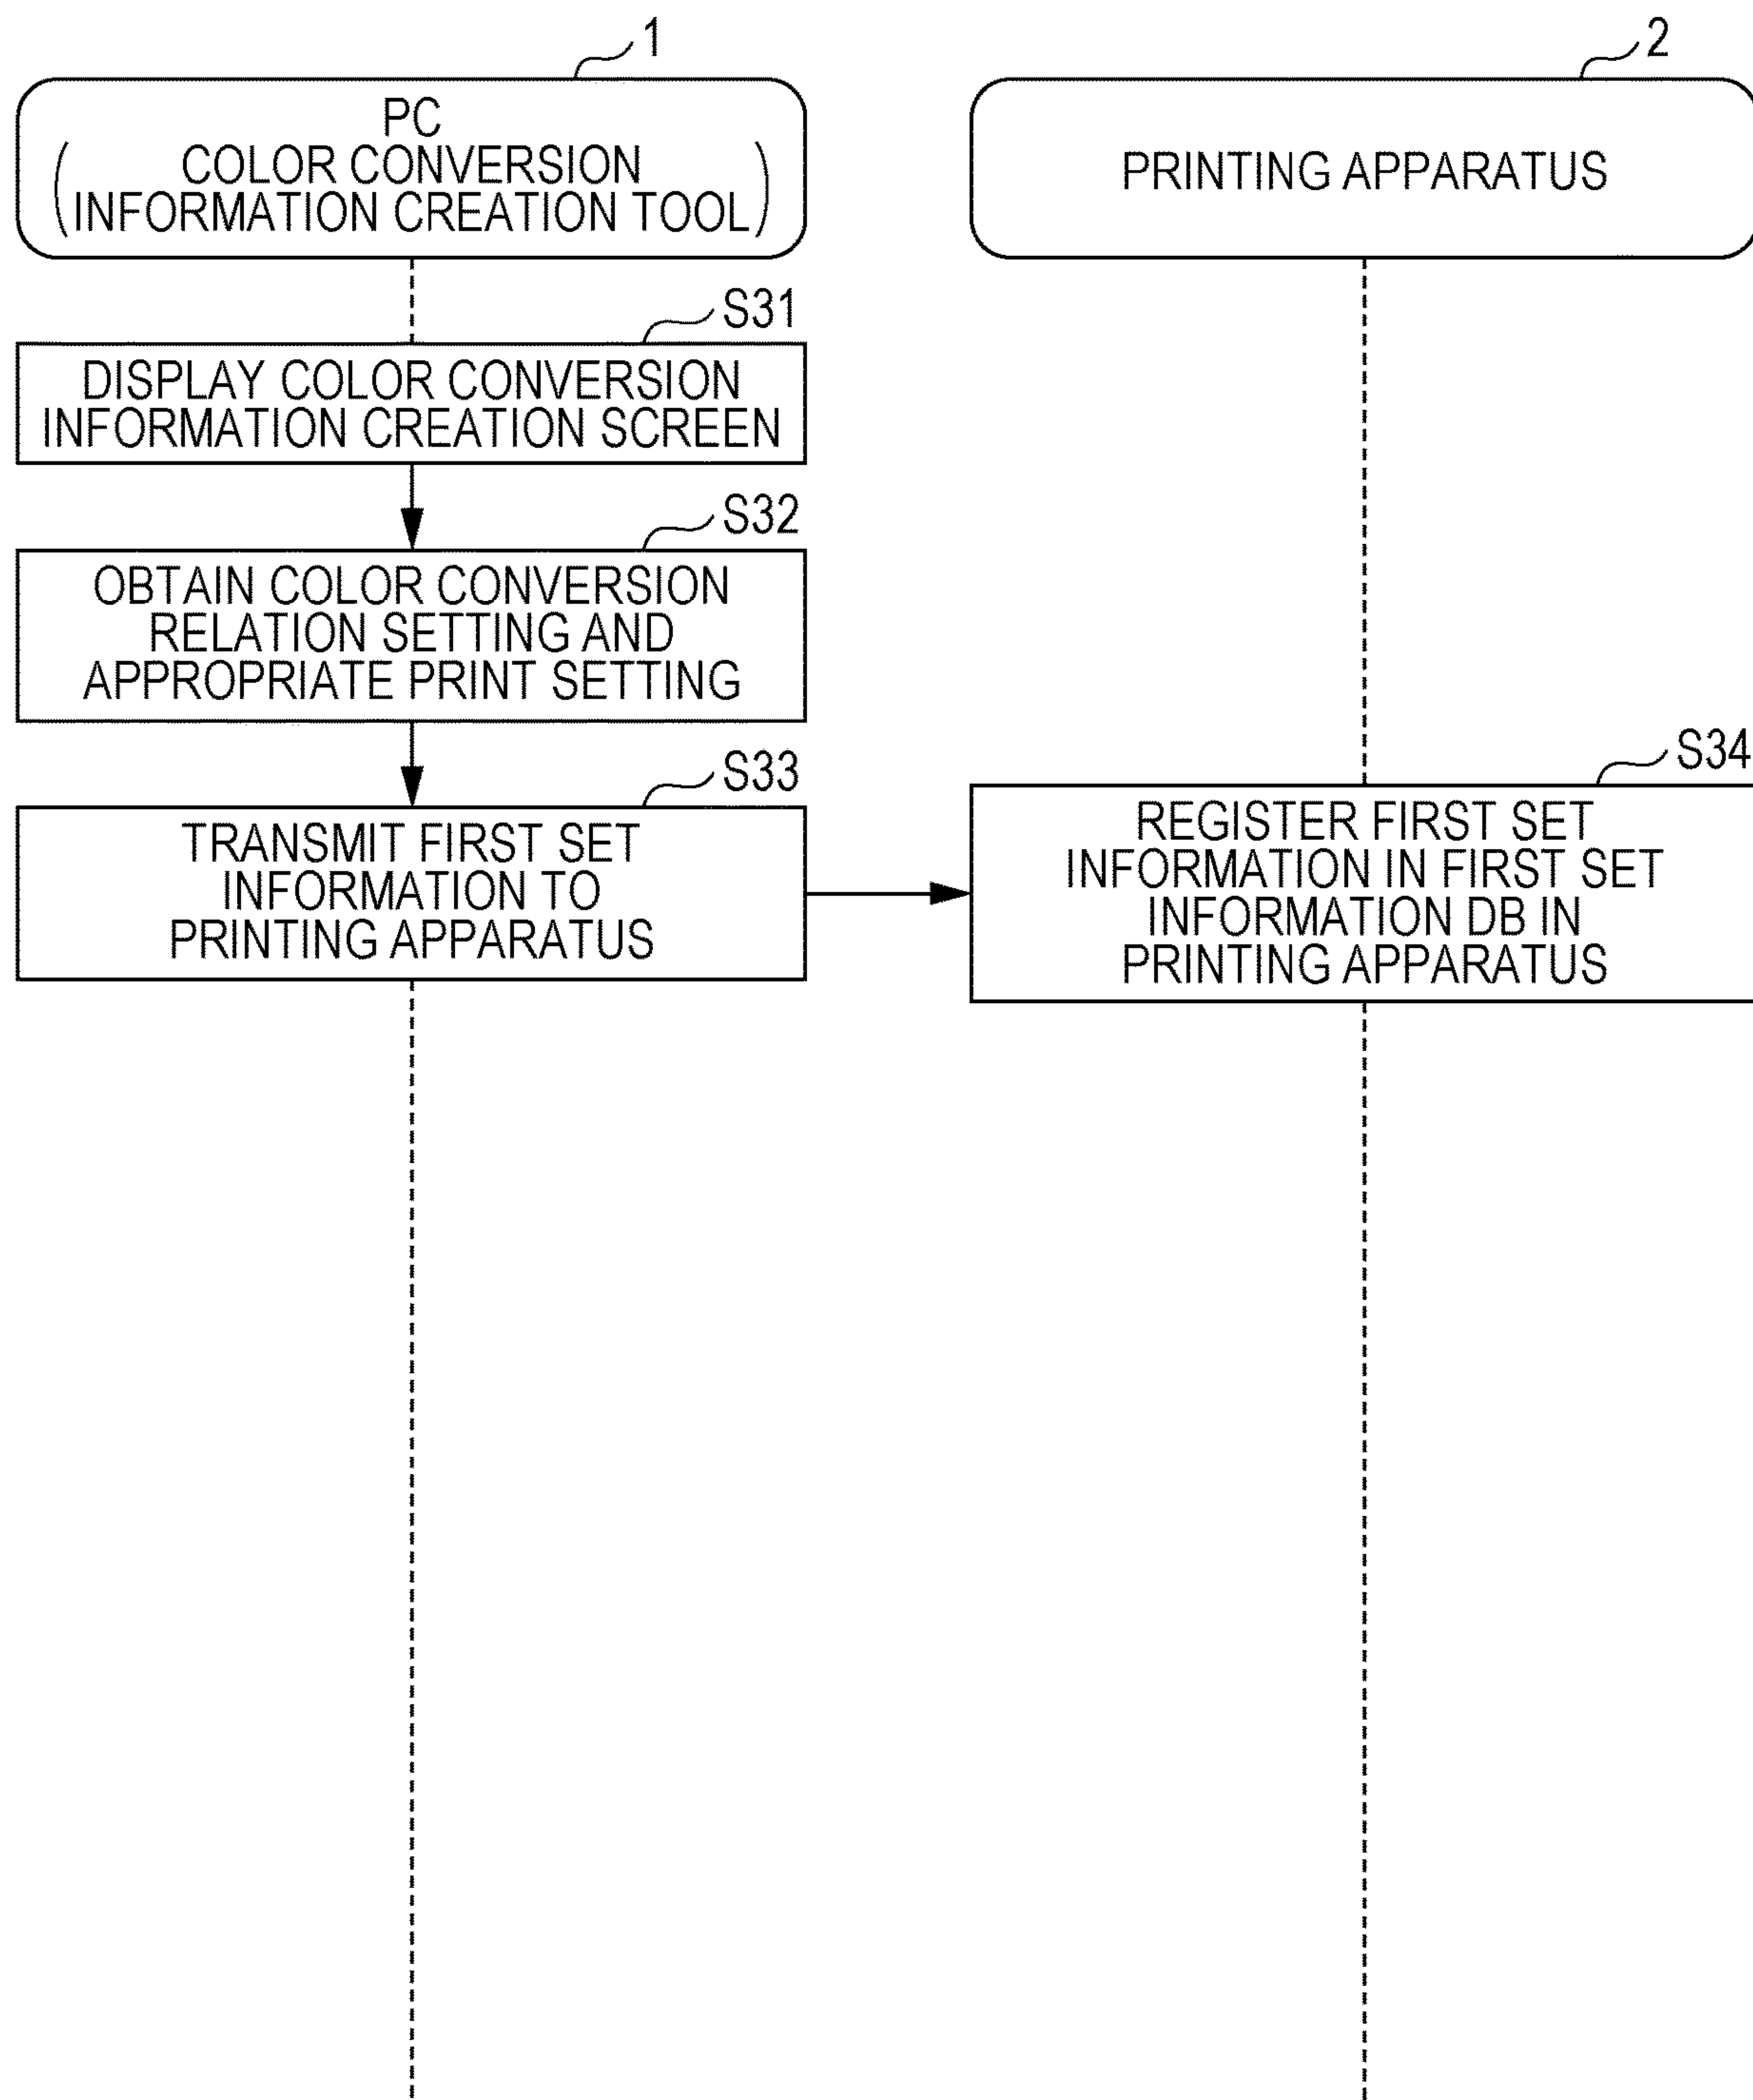 1
PC
COLOR CONVERSION
INFORMATION CREATION TOOL
2
PRINTING APPARATUS
S31
DISPLAY COLOR CONVERSION
INFORMATION CREATION SCREEN
S32
OBTAIN COLOR CONVERSION
RELATION SETTING AND
APPROPRIATE PRINT SETTING
S33
TRANSMIT FIRST SET
INFORMATION TO
PRINTING APPARATUS
S34
REGISTER FIRST SET
INFORMATION IN FIRST SET
INFORMATION DB IN
PRINTING APPARATUS